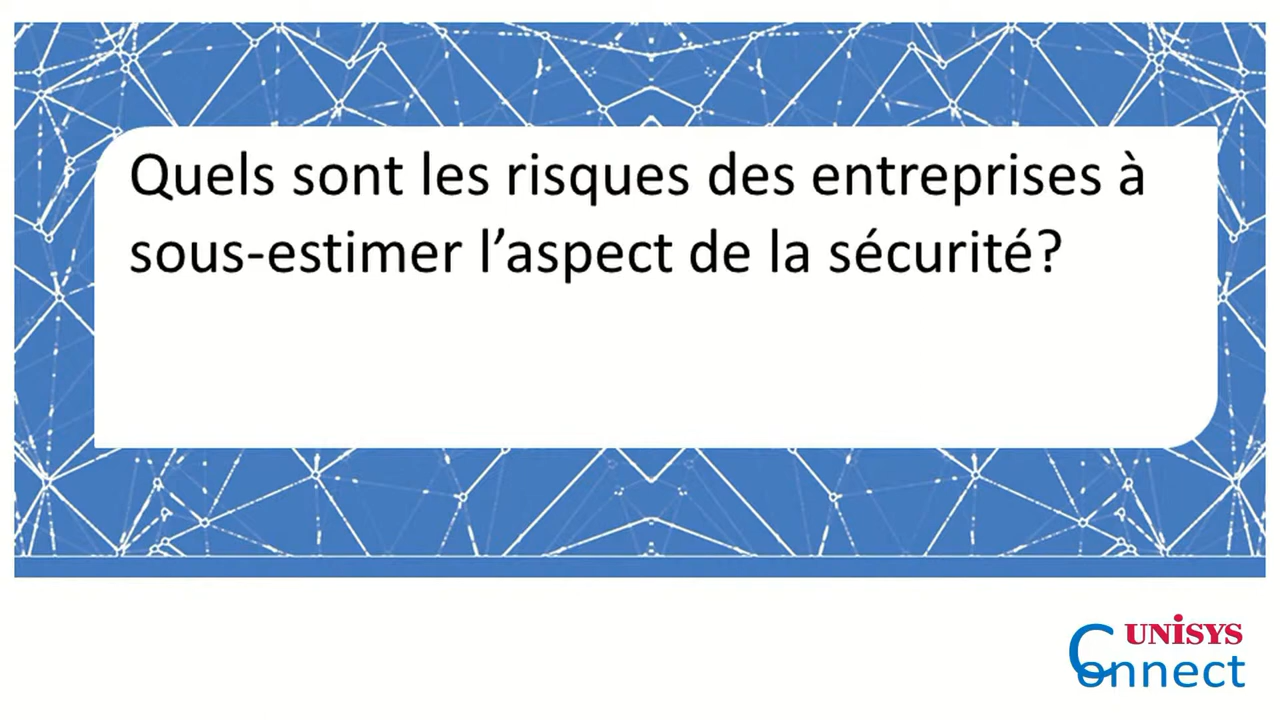 Quels sont les risques des entreprises à
sous-estimer l’aspect de la sécurité?
UNiSYS
Connect